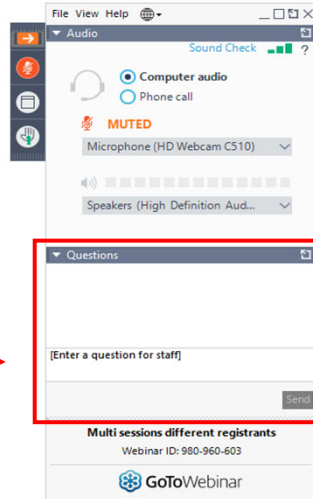 File View Help
Audio
Sound Check ?
Computer audio
Phone call
MUTED
Microphone (HD Webcam C510)
Speakers (High Definition Aud...
Questions
[Enter a question for staff]
Send
Multi sessions different registrants
Webinar ID: 980-960-603
GoToWebinar